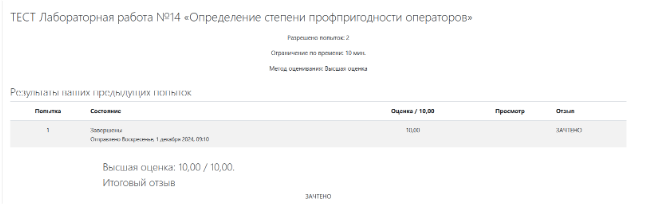 ТЕСТ Лабораторная работа №14 «Определение степени профпригодности операторов»
Разрешено попыток: 2
Ограничение по времени: 10 мин.
Метод оценивания: Высшая оценка
Результаты ваших предыдущих попыток
Попытка Состояние Оценка / 10,00 Просмотр Отзыв
1 Завершены 10,00 ЗАЧТЕНО
Отправлено Воскресенье, 1 декабря 2024, 09:10
Высшая оценка: 10,00 / 10,00.
Итоговый отзыв
ЗАЧТЕНО